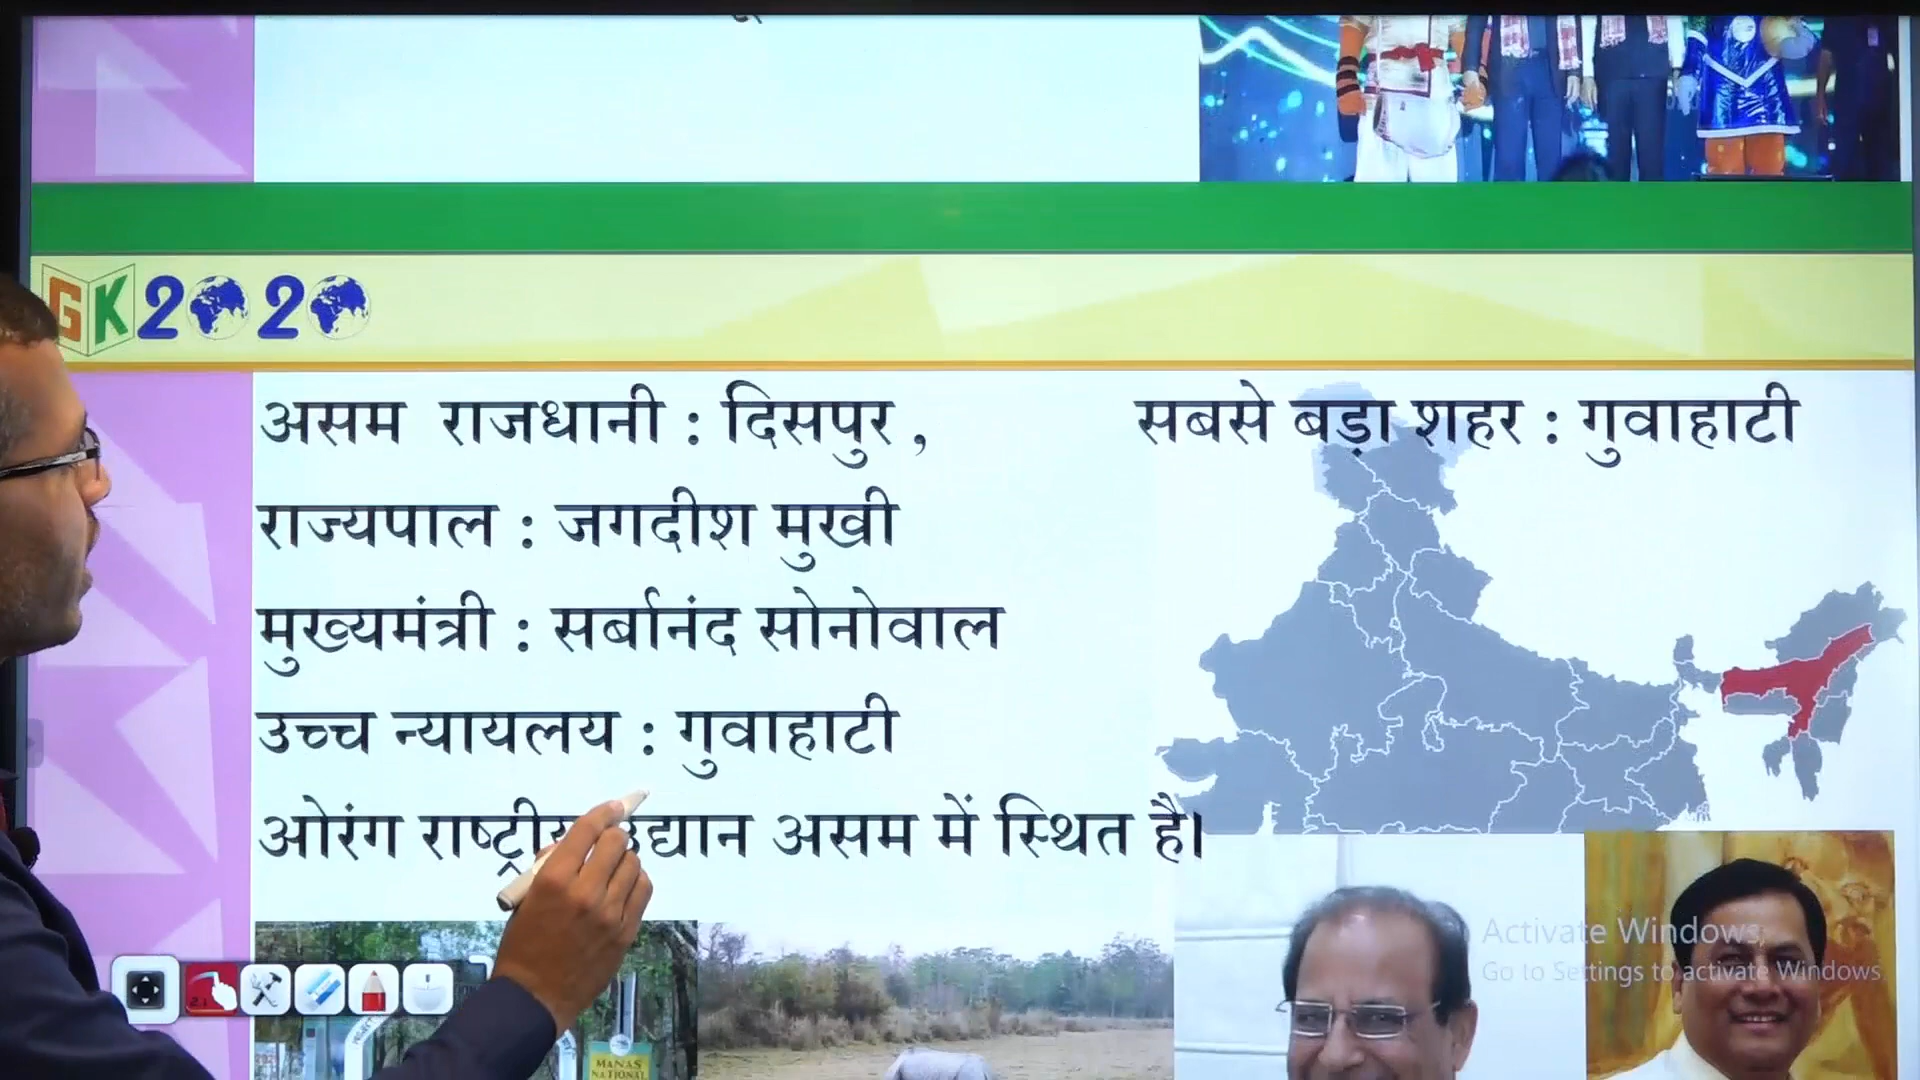 GK2020
असम राजधानी : दिसपुर , सबसे बड़ा शहर : गुवाहाटी
राज्यपाल : जगदीश मुखी
मुख्यमंत्री : सर्बानंद सोनोवाल
उच्च न्यायलय : गुवाहाटी
ओरंग राष्ट्रीय उद्यान असम में स्थित है।
Activate Windows
Go to Settings to activate Windows.
MANAS
NATIONAL